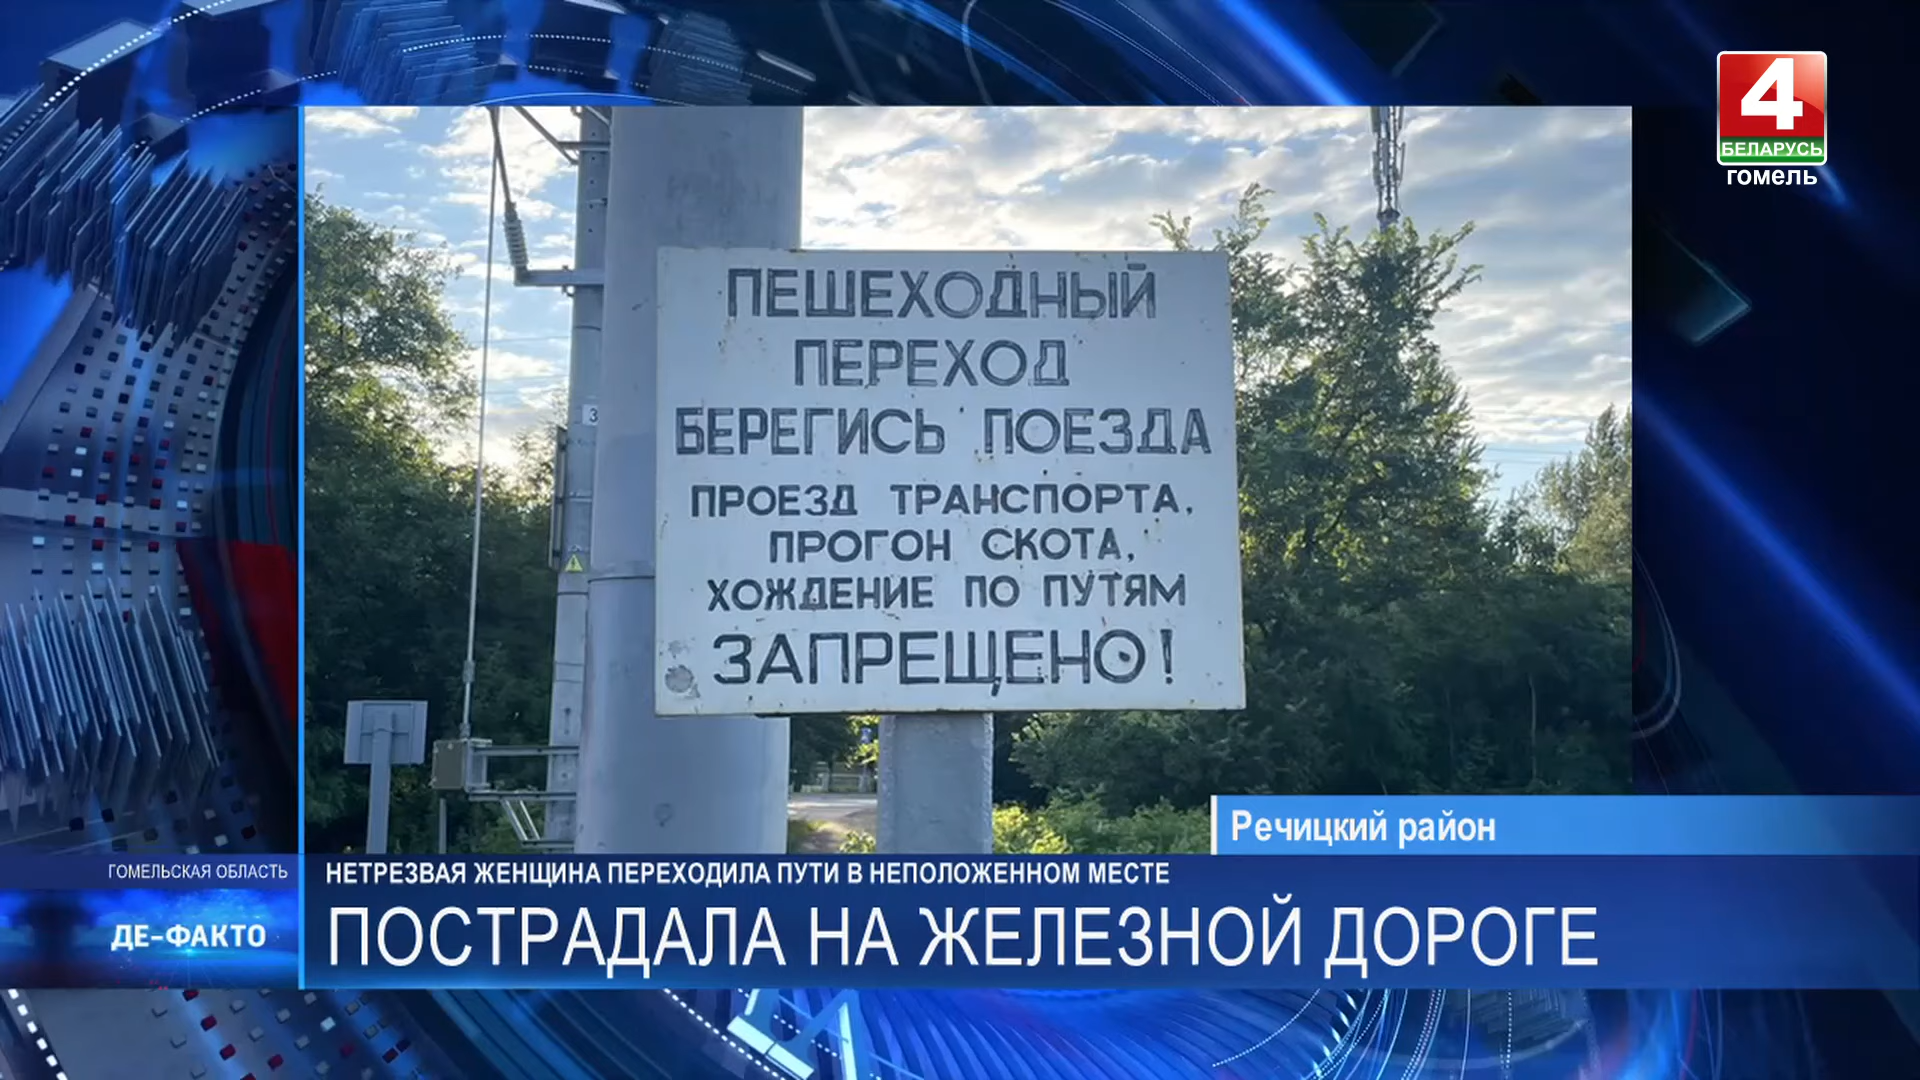 4
БЕЛАРУСЬ
гомель
ПЕШЕХОДНЫЙ
ПЕРЕХОД
БЕРЕГИСЬ ПОЕЗДА
ПРОЕЗД ТРАНСПОРТА,
ПРОГОН СКОТА,
ХОЖДЕНИЕ ПО ПУТЯМ
ЗАПРЕЩЕНО!
3
Речицкий район
ГОМЕЛЬСКАЯ ОБЛАСТЬ
НЕТРЕЗВАЯ ЖЕНЩИНА ПЕРЕХОДИЛА ПУТИ В НЕПОЛОЖЕННОМ МЕСТЕ
ДЕ-ФАКТО
ПОСТРАДАЛА НА ЖЕЛЕЗНОЙ ДОРОГЕ